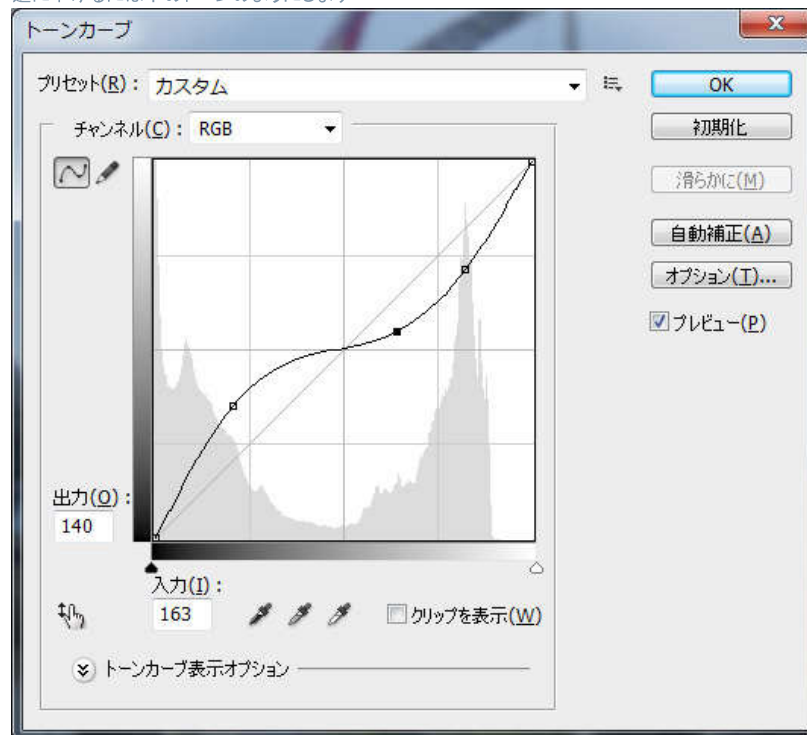 トーンカーブ
プリセット(R): カスタム
OK
チャンネル(C): RGB
初期化
滑らかに(M)
自動補正(A)
オプション(T)...
プレビュー(P)
出力(O):
140
入力(I):
163
クリップを表示(W)
トーンカーブ表示オプション